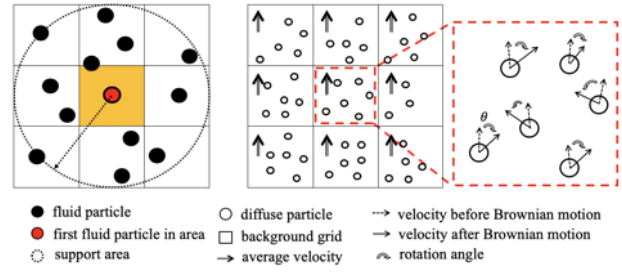 θ
fluid particle
diffuse particle
velocity before Brownian motion
first fluid particle in area
background grid
velocity after Brownian motion
support area
average velocity
rotation angle